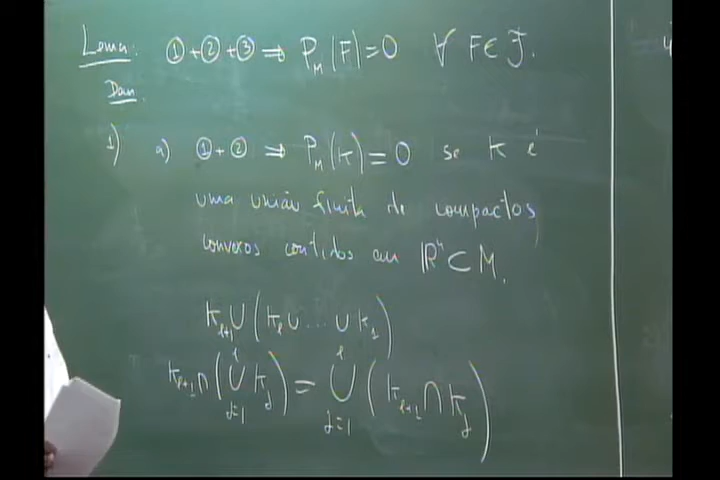 Lema: ① + ② + ③ ⇒ P_M(F) = 0 ∀ F ∈ 𝓕.
Dem.
1) a) ① + ② ⇒ P_M(K) = 0 se K é
uma união finita de compactos
convexos contidos em ℝⁿ ⊂ M.
K_{l+1} ∪ (K_l ∪ ... ∪ K_1)
K_{l+1} ∩ (⋃_{j=1}^{l} K_j) = ⋃_{j=1}^{l} (K_{l+1} ∩ K_j)